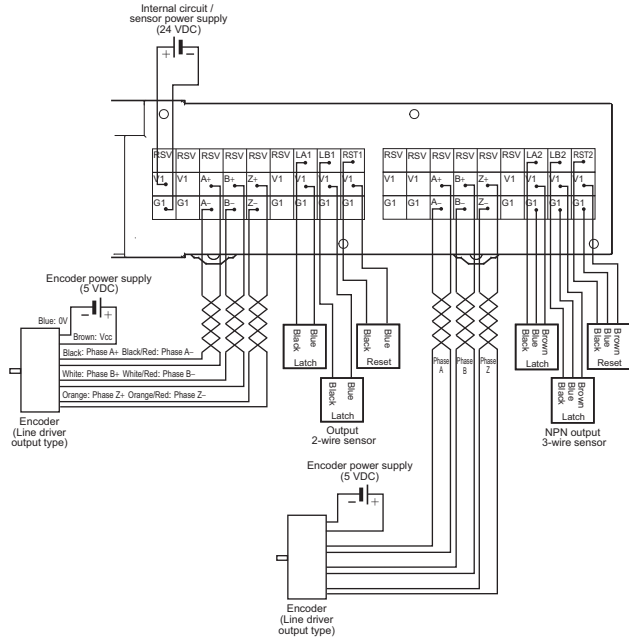 Internal circuit /
sensor power supply
(24 VDC)
+ −
RSV RSV RSV RSV RSV RSV LA1 LB1 RST1
V1 V1 A+ B+ Z+ V1 V1 V1 V1
G1 G1 A− B− Z− G1 G1 G1 G1
RSV RSV RSV RSV RSV RSV LA2 LB2 RST2
V1 V1 A+ B+ Z+ V1 V1 V1 V1
G1 G1 A− B− Z− G1 G1 G1 G1
Encoder power supply
(5 VDC)
− +
Blue: 0V
Brown: Vcc
Black: Phase A+ Black/Red: Phase A−
White: Phase B+ White/Red: Phase B−
Orange: Phase Z+ Orange/Red: Phase Z−
Encoder
(Line driver
output type)
Black
Blue
Latch
Black
Blue
Latch
Output
2-wire sensor
Black
Blue
Reset
Phase
A
Phase
B
Phase
Z
Brown
Blue
Black
Latch
Brown
Blue
Black
Latch
NPN output
3-wire sensor
Brown
Blue
Black
Reset
Encoder power supply
(5 VDC)
− +
Encoder
(Line driver
output type)